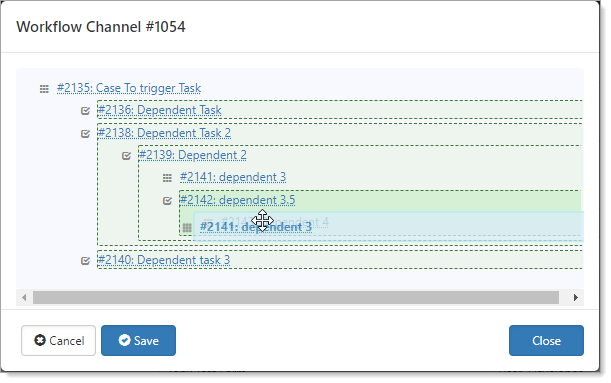 Workflow Channel #1054
#2135: Case To trigger Task
#2136: Dependent Task
#2138: Dependent Task 2
#2139: Dependent 2
#2141: dependent 3
#2142: dependent 3.5
#2141: dependent 3
#2140: Dependent task 3
Cancel
Save
Close